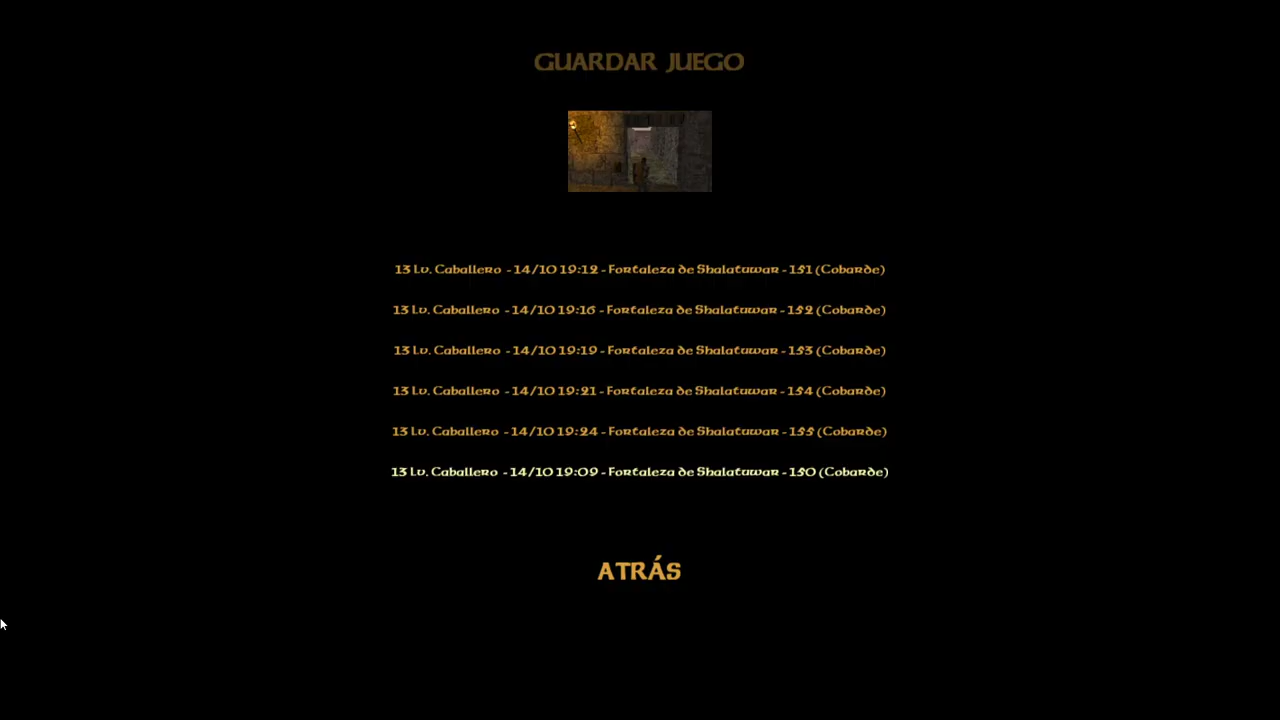 GUARDAR JUEGO
13 Lv. Caballero - 14/10 19:12 - Fortaleza de Shalatuwar - 151 (Cobarde)
13 Lv. Caballero - 14/10 19:16 - Fortaleza de Shalatuwar - 152 (Cobarde)
13 Lv. Caballero - 14/10 19:19 - Fortaleza de Shalatuwar - 153 (Cobarde)
13 Lv. Caballero - 14/10 19:21 - Fortaleza de Shalatuwar - 154 (Cobarde)
13 Lv. Caballero - 14/10 19:24 - Fortaleza de Shalatuwar - 155 (Cobarde)
13 Lv. Caballero - 14/10 19:09 - Fortaleza de Shalatuwar - 150 (Cobarde)
ATRÁS